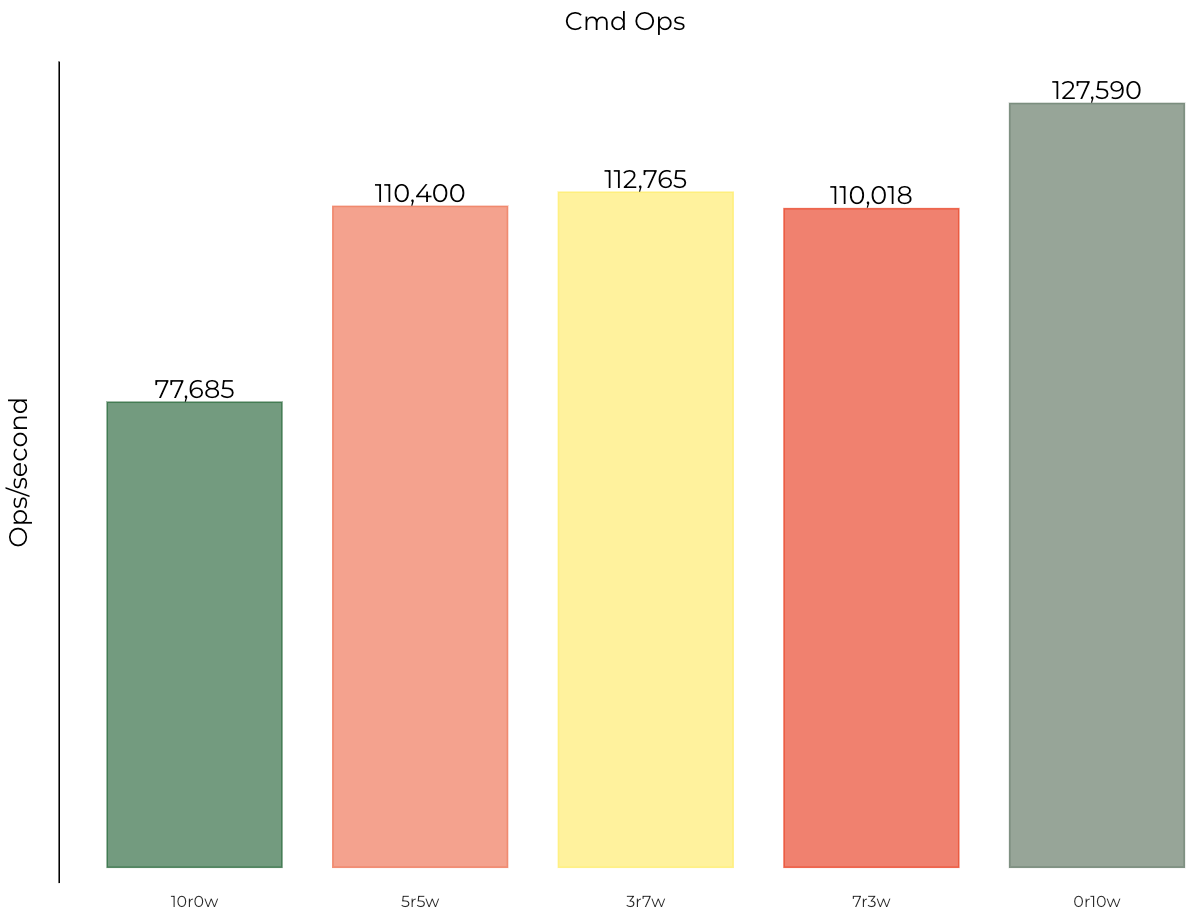 Cmd Ops
Ops/second
77,685
110,400
112,765
110,018
127,590
10r0w
5r5w
3r7w
7r3w
0r10w